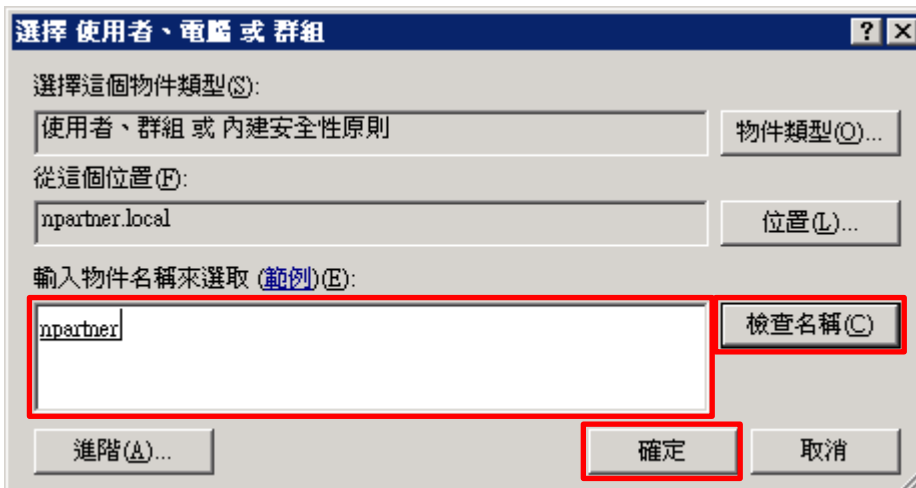 選擇 使用者、電腦 或 群組
選擇這個物件類型(S):
使用者、群組 或 內建安全性原則
物件類型(O)...
從這個位置(F):
npartner.local
位置(L)...
輸入物件名稱來選取 (範例)(E):
npartner
檢查名稱(C)
進階(A)...
確定
取消